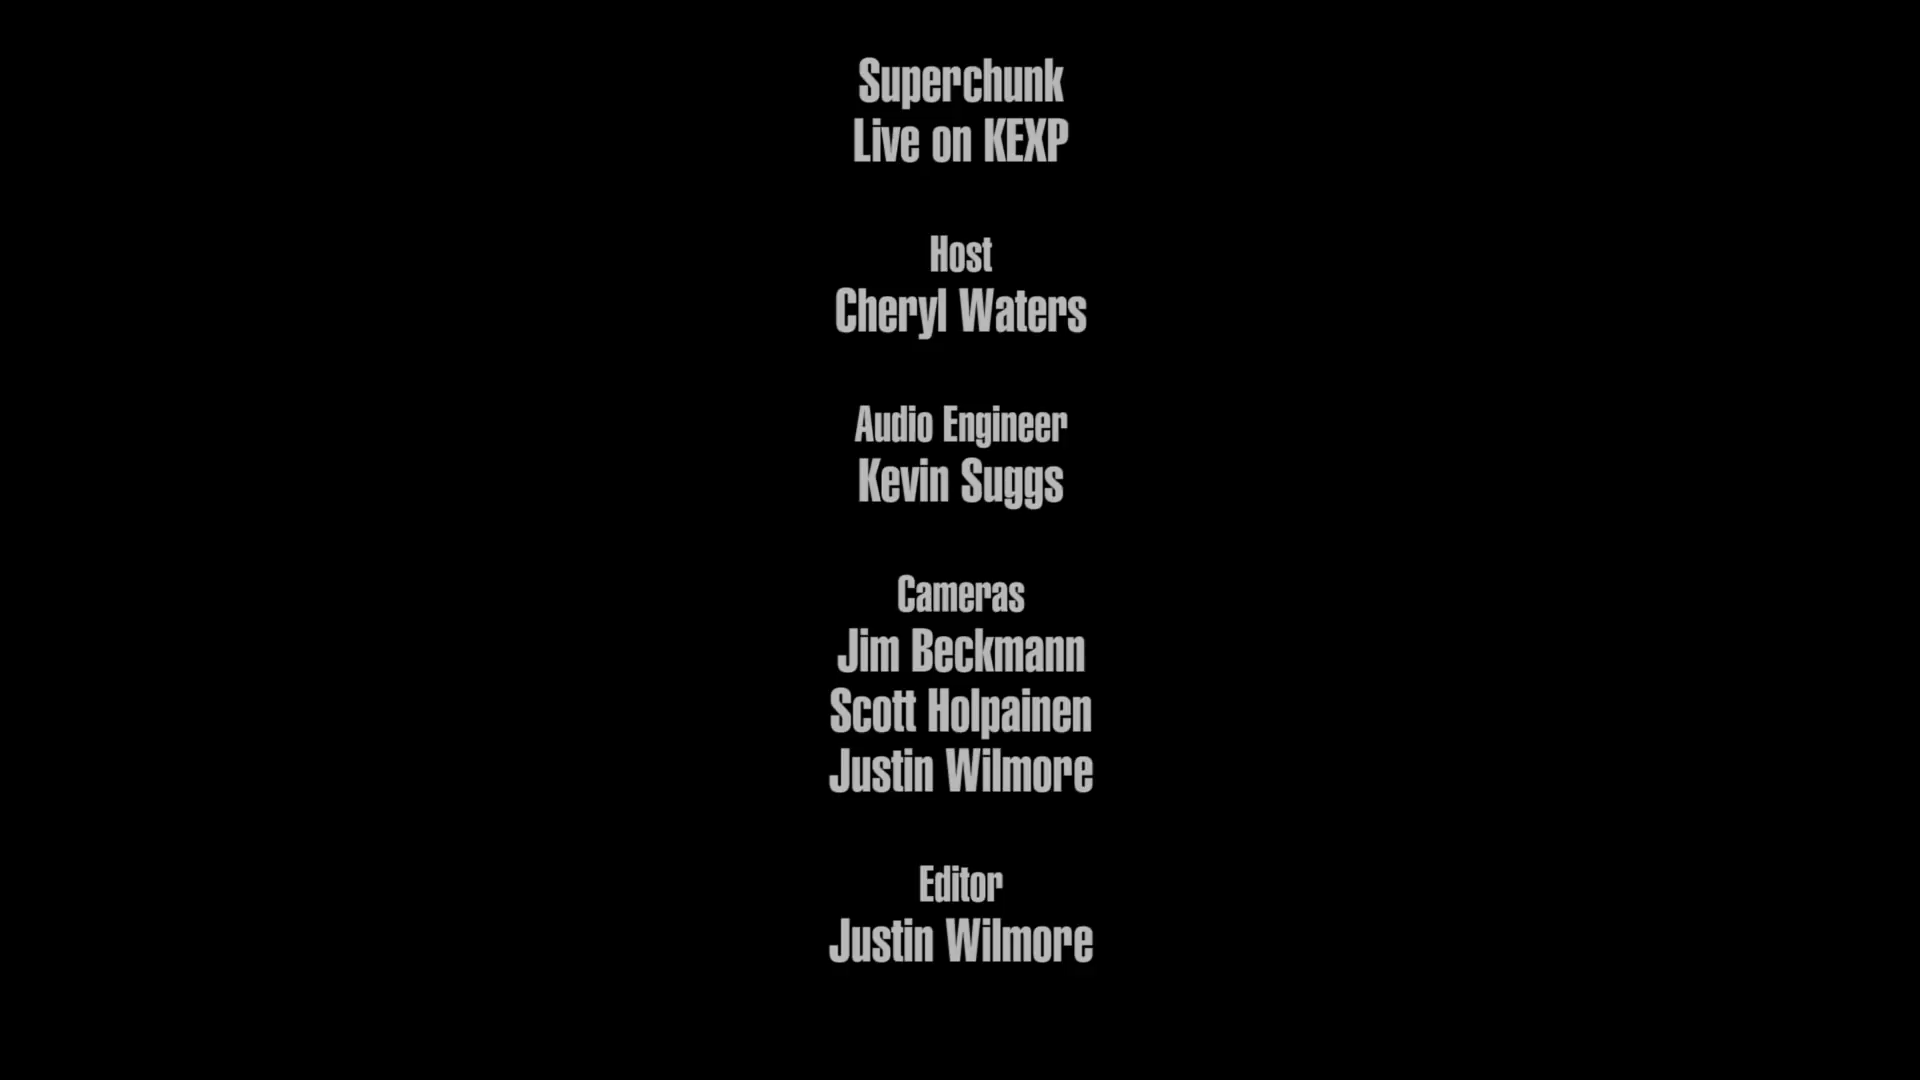 Superchunk
Live on KEXP
Host
Cheryl Waters
Audio Engineer
Kevin Suggs
Cameras
Jim Beckmann
Scott Holpainen
Justin Wilmore
Editor
Justin Wilmore